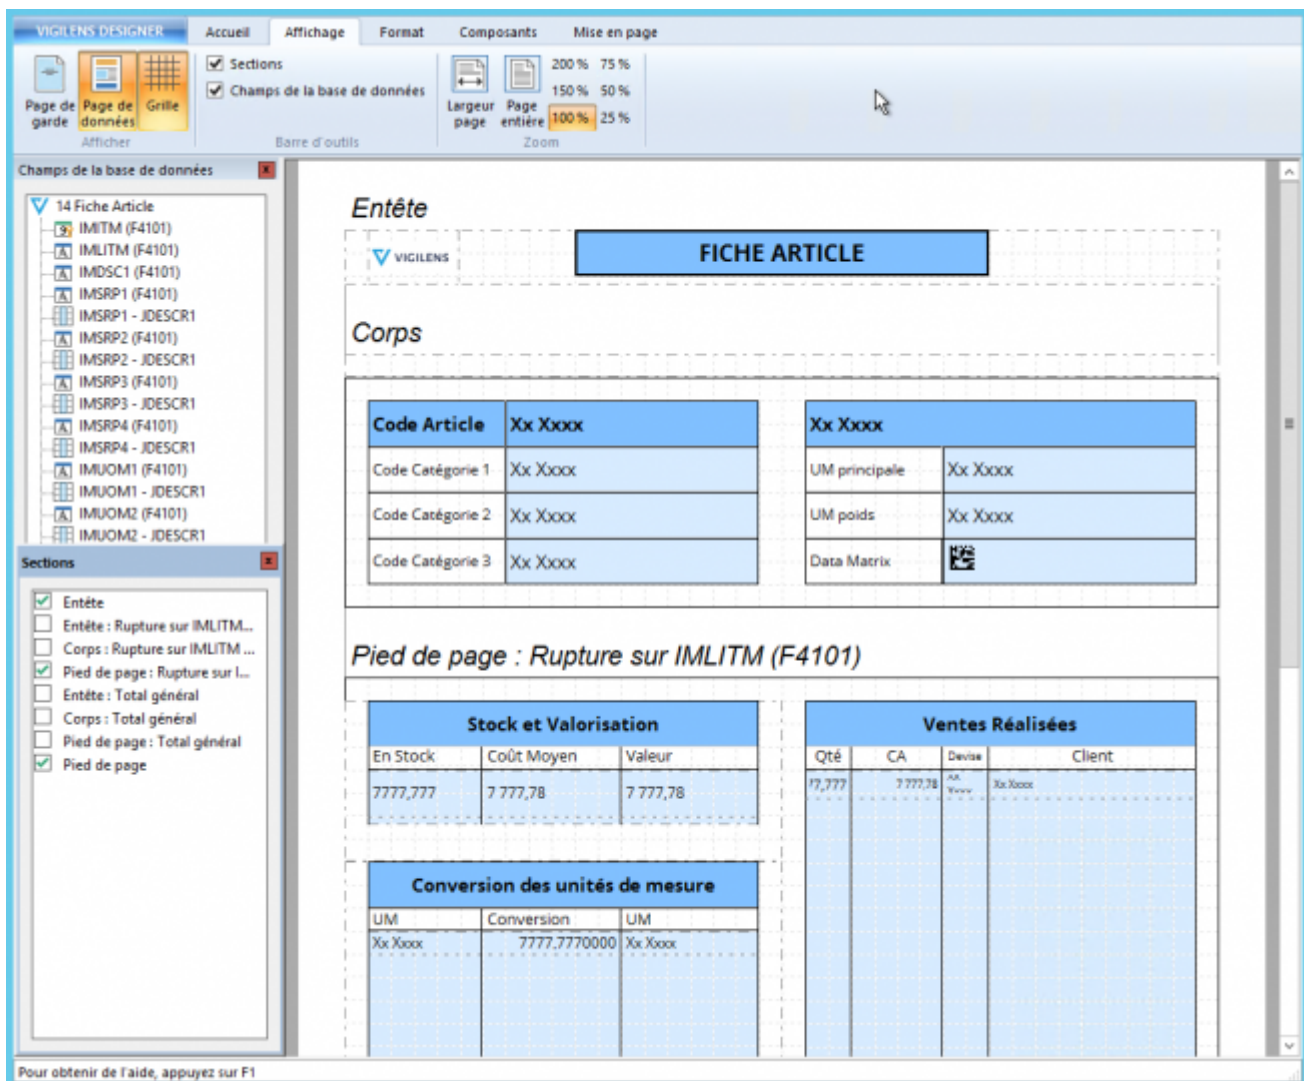 VIGILENS DESIGNER Accueil Affichage Format Composants Mise en page
Sections 200 % 75 %
Champs de la base de données 150 % 50 %
Page de garde Page de données Grille Largeur page Page entière 100 % 25 %
Afficher Barre d'outils Zoom
Champs de la base de données
14 Fiche Article
IMITM (F4101)
IMLITM (F4101)
IMDSC1 (F4101)
IMSRP1 (F4101)
IMSRP1 - JDESCR1
IMSRP2 (F4101)
IMSRP2 - JDESCR1
IMSRP3 (F4101)
IMSRP3 - JDESCR1
IMSRP4 (F4101)
IMSRP4 - JDESCR1
IMUOM1 (F4101)
IMUOM1 - JDESCR1
IMUOM2 (F4101)
IMUOM2 - JDESCR1
Sections
Entête
Entête : Rupture sur IMLITM...
Corps : Rupture sur IMLITM ...
Pied de page : Rupture sur I...
Entête : Total général
Corps : Total général
Pied de page : Total général
Pied de page
Entête
VIGILENS FICHE ARTICLE
Corps
Code Article Xx Xxxx Xx Xxxx
Code Catégorie 1 Xx Xxxx UM principale Xx Xxxx
Code Catégorie 2 Xx Xxxx UM poids Xx Xxxx
Code Catégorie 3 Xx Xxxx Data Matrix
Pied de page : Rupture sur IMLITM (F4101)
Stock et Valorisation Ventes Réalisées
En Stock Coût Moyen Valeur Qté CA Devise Client
7777,777 7 777,78 7 777,78 7,777 7 777,78 Xx Xxxx Xx Xxxx
Conversion des unités de mesure
UM Conversion UM
Xx Xxxx 7777.7770000 Xx Xxxx
Pour obtenir de l'aide, appuyez sur F1